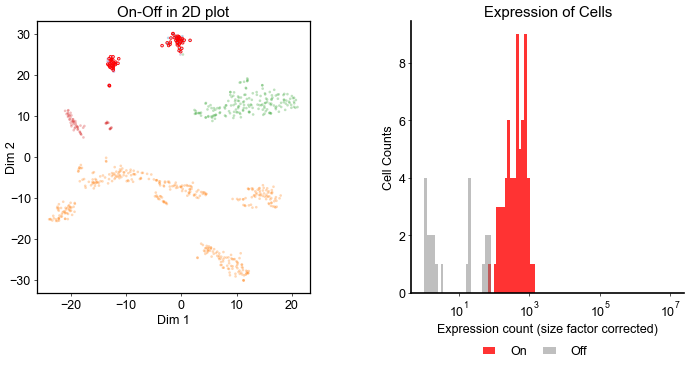 On-Off in 2D plot
30
20
10
0
−10
−20
−30
Dim 2
−20 −10 0 10 20
Dim 1
Expression of Cells
8
6
4
2
0
Cell Counts
10^1 10^3 10^5 10^7
Expression count (size factor corrected)
On Off